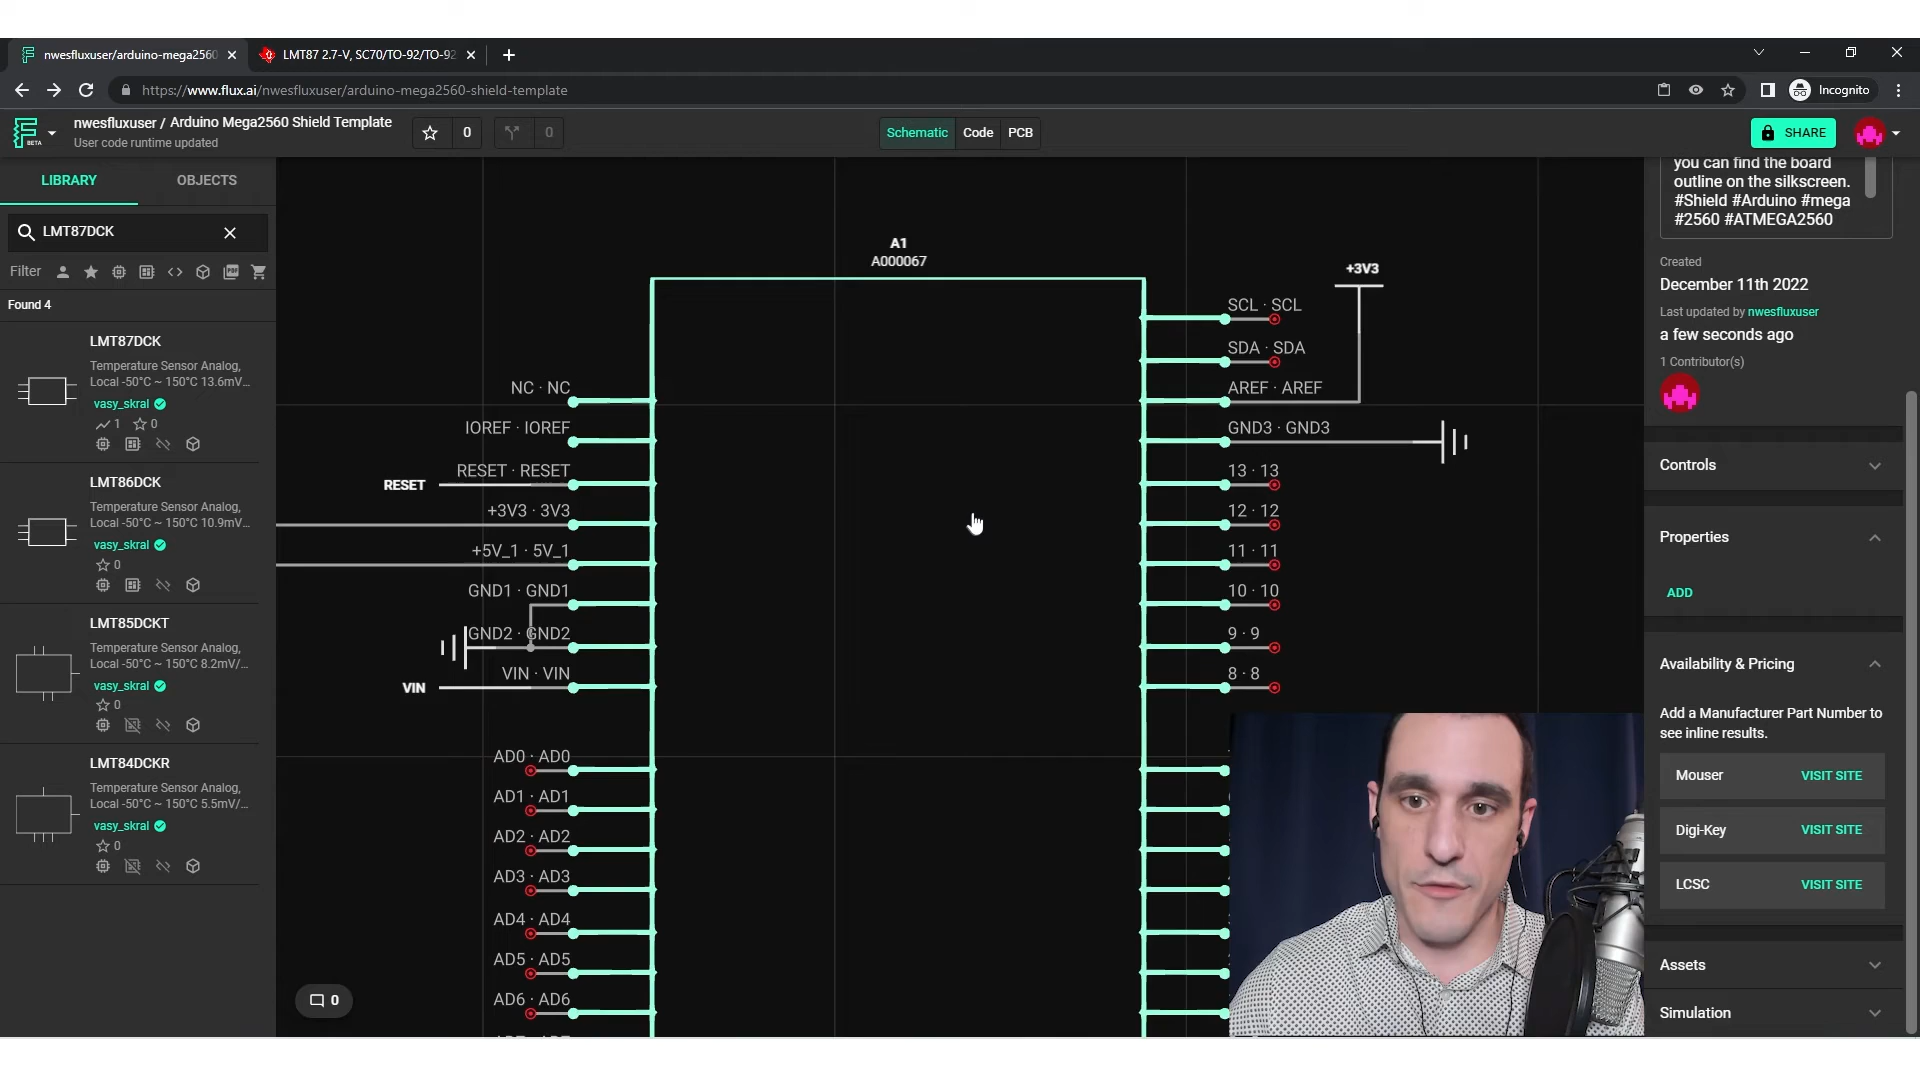 nwesfluxuser/arduino-mega2560
LMT87 2.7-V, SC70/TO-92/TO-92
https://www.flux.ai/nwesfluxuser/arduino-mega2560-shield-template
Incognito
BETA
nwesfluxuser / Arduino Mega2560 Shield Template
User code runtime updated
0
0
Schematic
Code
PCB
SHARE
LIBRARY
OBJECTS
LMT87DCK
Filter
PDF
Found 4
LMT87DCK
Temperature Sensor Analog,
Local -50°C ~ 150°C 13.6mV...
vasy_skral
1
0
LMT86DCK
Temperature Sensor Analog,
Local -50°C ~ 150°C 10.9mV...
vasy_skral
0
LMT85DCKT
Temperature Sensor Analog,
Local -50°C ~ 150°C 8.2mV/...
vasy_skral
0
LMT84DCKR
Temperature Sensor Analog,
Local -50°C ~ 150°C 5.5mV/...
vasy_skral
0
A1
A000067
NC · NC
IOREF · IOREF
RESET
RESET · RESET
+3V3 · 3V3
+5V_1 · 5V_1
GND1 · GND1
GND2 · GND2
VIN
VIN · VIN
AD0 · AD0
AD1 · AD1
AD2 · AD2
AD3 · AD3
AD4 · AD4
AD5 · AD5
AD6 · AD6
+3V3
SCL · SCL
SDA · SDA
AREF · AREF
GND3 · GND3
13 · 13
12 · 12
11 · 11
10 · 10
9 · 9
8 · 8
0
you can find the board
outline on the silkscreen.
#Shield #Arduino #mega
#2560 #ATMEGA2560
Created
December 11th 2022
Last updated by nwesfluxuser
a few seconds ago
1 Contributor(s)
Controls
Properties
ADD
Availability & Pricing
Add a Manufacturer Part Number to
see inline results.
Mouser
VISIT SITE
Digi-Key
VISIT SITE
LCSC
VISIT SITE
Assets
Simulation